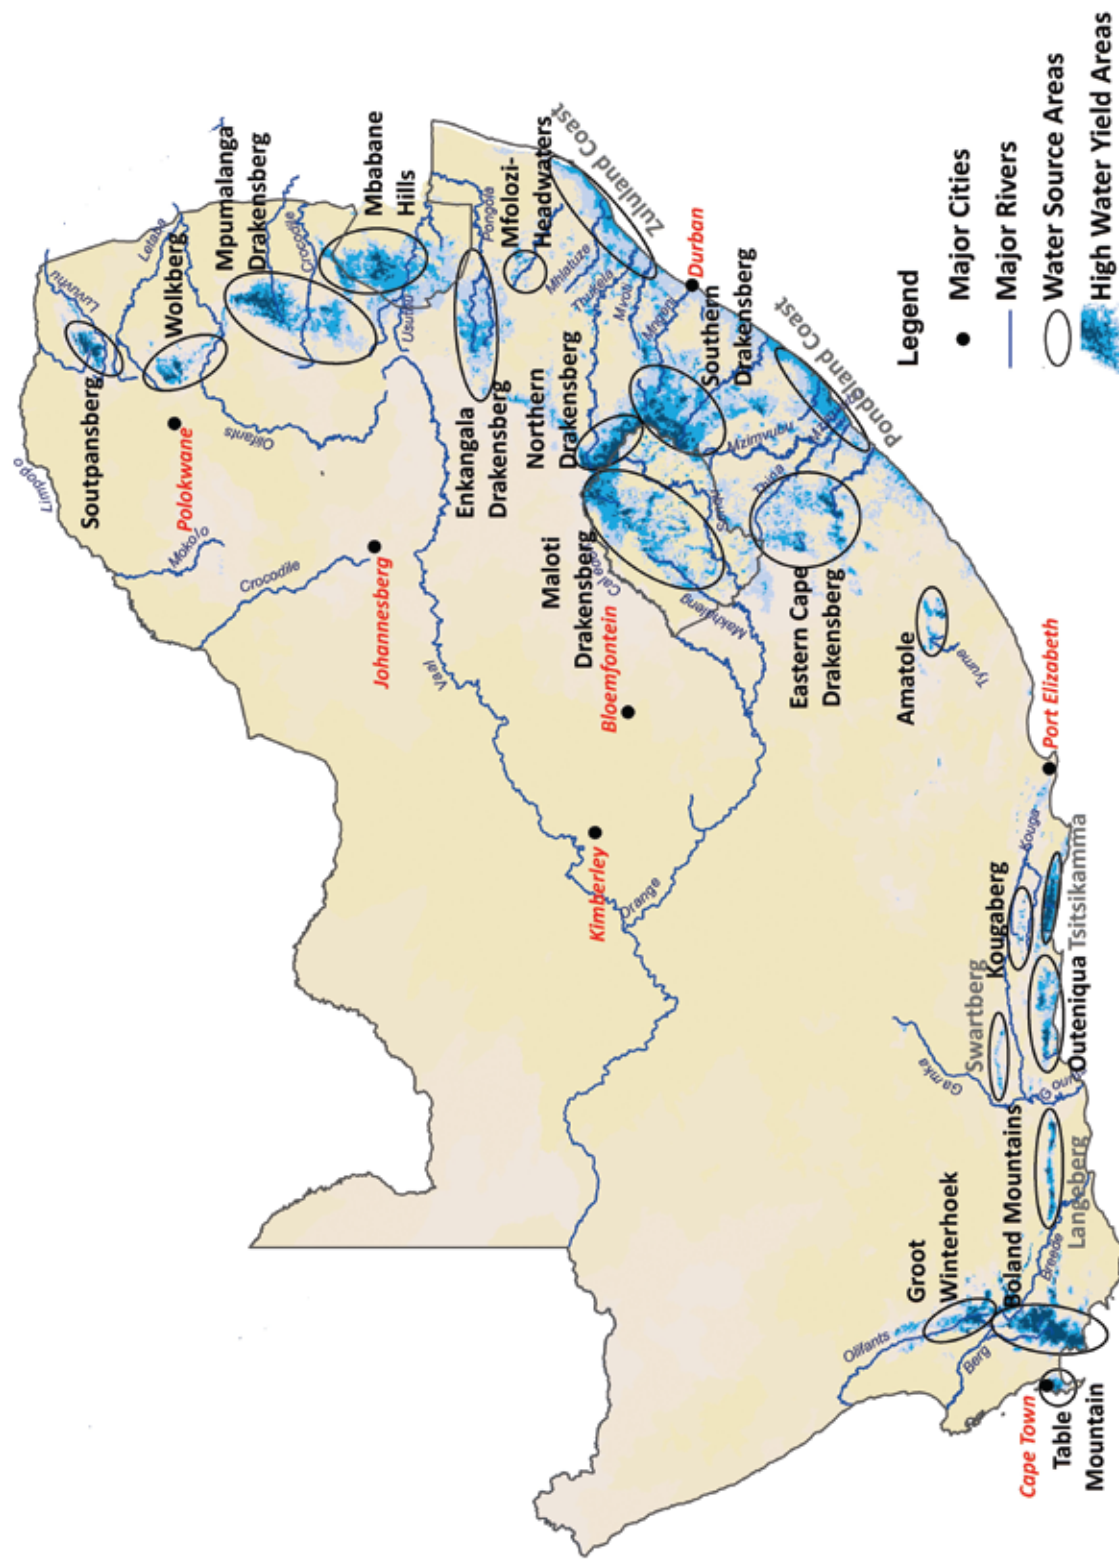 Limpopo
Soutpansberg
Luvuvhu
Letaba
Polokwane
Wolkberg
Mokolo
Mpumalanga
Drakensberg
Olifants
Crocodile
Crocodile
Mbabane
Hills
Johannesberg
Usuthu
Vaal
Enkangala
Drakensberg
Pongola
Mfolozi-
Headwaters
Northern
Drakensberg
Zululand Coast
Mhlatuze
Thukela
Mvoti
Mngeni
Maloti
Drakensberg
Caledon
Kimberley
Bloemfontein
Durban
Orange
Makhaleng
Senqu
Southern
Drakensberg
Mzimvubu
Thina
Pondoland Coast
Eastern Cape
Drakensberg
Olifants
Groot
Winterhoek
Gamka
Amatole
Legend
Major Cities
Major Rivers
Water Source Areas
High Water Yield Areas
Berg
Swartberg
Tyume
Kougaberg
Boland Mountains
Cape Town
Breede
Kouga
Port Elizabeth
Table
Mountain
Langeberg
Outeniqua
Tsitsikamma